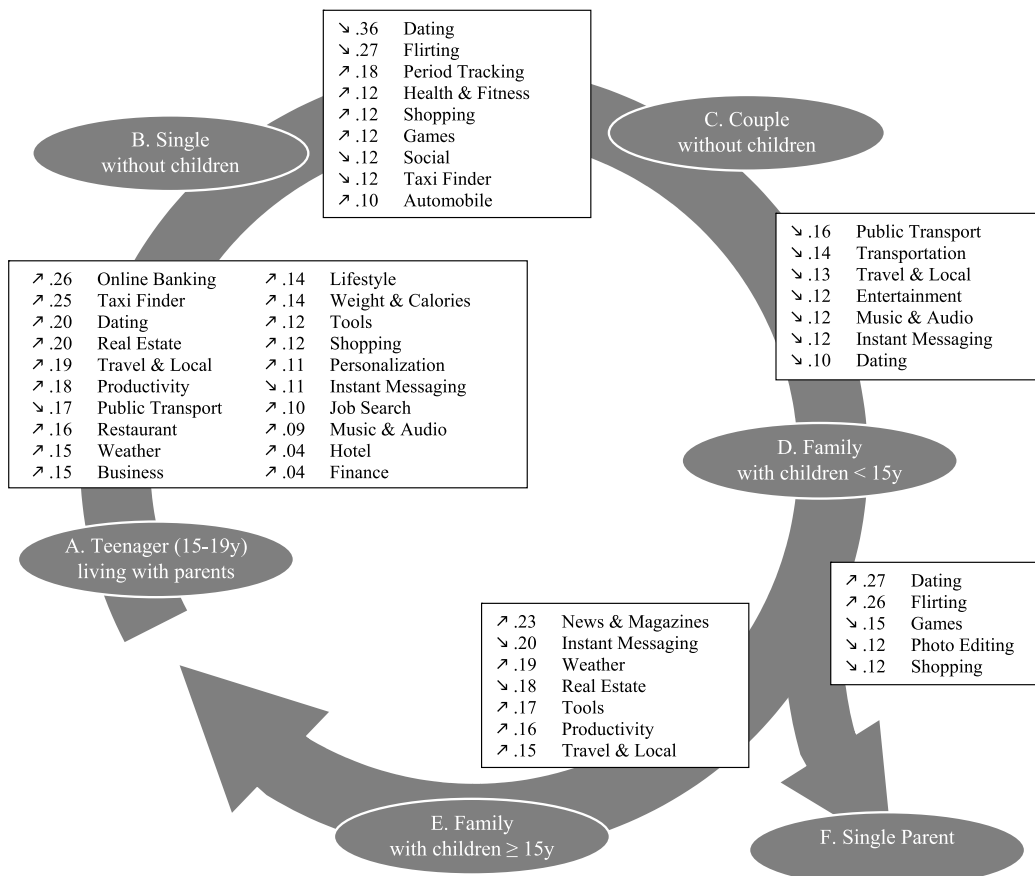 ↘ .36 Dating
↘ .27 Flirting
↗ .18 Period Tracking
↗ .12 Health & Fitness
↗ .12 Shopping
↗ .12 Games
↘ .12 Social
↘ .12 Taxi Finder
↗ .10 Automobile
B. Single
without children
C. Couple
without children
↘ .16 Public Transport
↘ .14 Transportation
↘ .13 Travel & Local
↘ .12 Entertainment
↘ .12 Music & Audio
↘ .12 Instant Messaging
↘ .10 Dating
↗ .26 Online Banking
↗ .25 Taxi Finder
↗ .20 Dating
↗ .20 Real Estate
↗ .19 Travel & Local
↗ .18 Productivity
↘ .17 Public Transport
↗ .16 Restaurant
↗ .15 Weather
↗ .15 Business
↗ .14 Lifestyle
↗ .14 Weight & Calories
↗ .12 Tools
↗ .12 Shopping
↗ .11 Personalization
↘ .11 Instant Messaging
↗ .10 Job Search
↗ .09 Music & Audio
↗ .04 Hotel
↗ .04 Finance
D. Family
with children < 15y
A. Teenager (15-19y)
living with parents
↗ .27 Dating
↗ .26 Flirting
↘ .15 Games
↘ .12 Photo Editing
↘ .12 Shopping
↗ .23 News & Magazines
↘ .20 Instant Messaging
↗ .19 Weather
↘ .18 Real Estate
↗ .17 Tools
↗ .16 Productivity
↗ .15 Travel & Local
E. Family
with children ≥ 15y
F. Single Parent